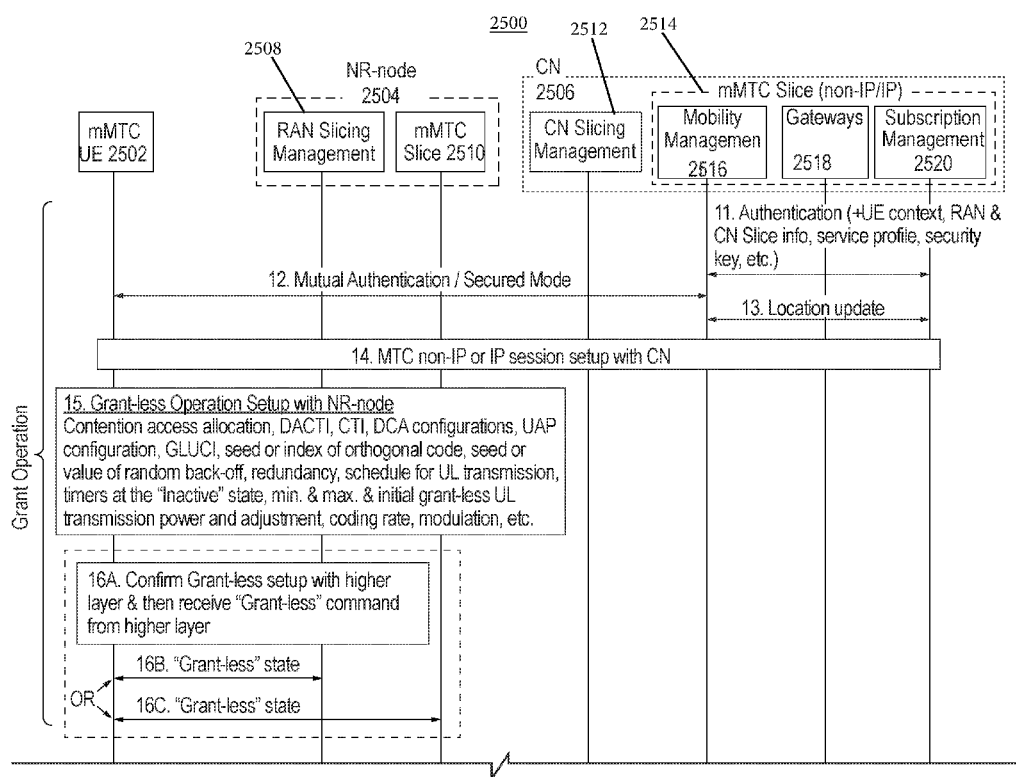 2500
2508
2512
2514
NR-node
2504
CN
2506
mMTC Slice (non-IP/IP)
mMTC
UE 2502
RAN Slicing
Management
mMTC
Slice 2510
CN Slicing
Management
Mobility
Managemen
2516
Gateways
2518
Subscription
Management
2520
Grant Operation
11. Authentication (+UE context, RAN &
CN Slice info, service profile, security
key, etc.)
12. Mutual Authentication / Secured Mode
13. Location update
14. MTC non-IP or IP session setup with CN
15. Grant-less Operation Setup with NR-node
Contention access allocation, DACTI, CTI, DCA configurations, UAP
configuration, GLUCI, seed or index of orthogonal code, seed or
value of random back-off, redundancy, schedule for UL transmission,
timers at the "Inactive" state, min. & max. & initial grant-less UL
transmission power and adjustment, coding rate, modulation, etc.
16A. Confirm Grant-less setup with higher
layer & then receive "Grant-less" command
from higher layer
16B. "Grant-less" state
OR
16C. "Grant-less" state